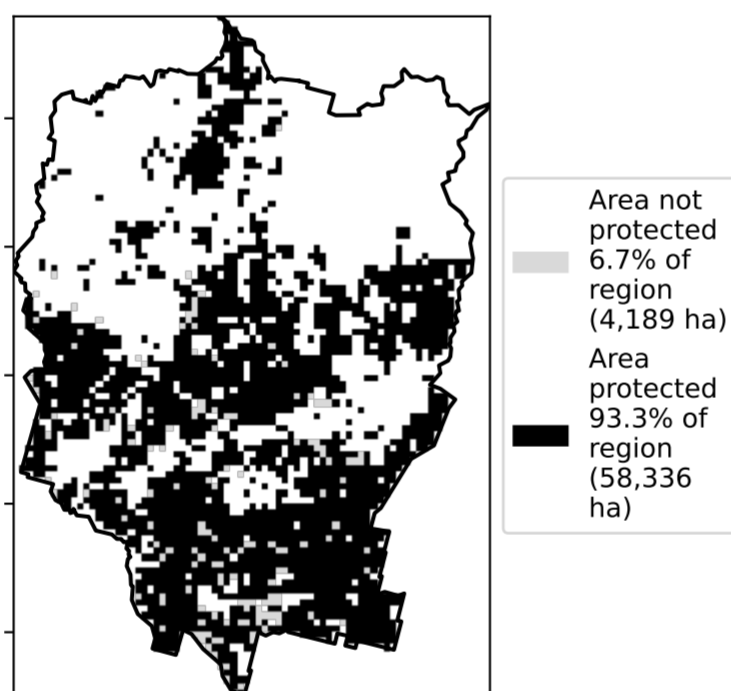 Area not
protected
6.7% of
region
(4,189 ha)
Area
protected
93.3% of
region
(58,336
ha)